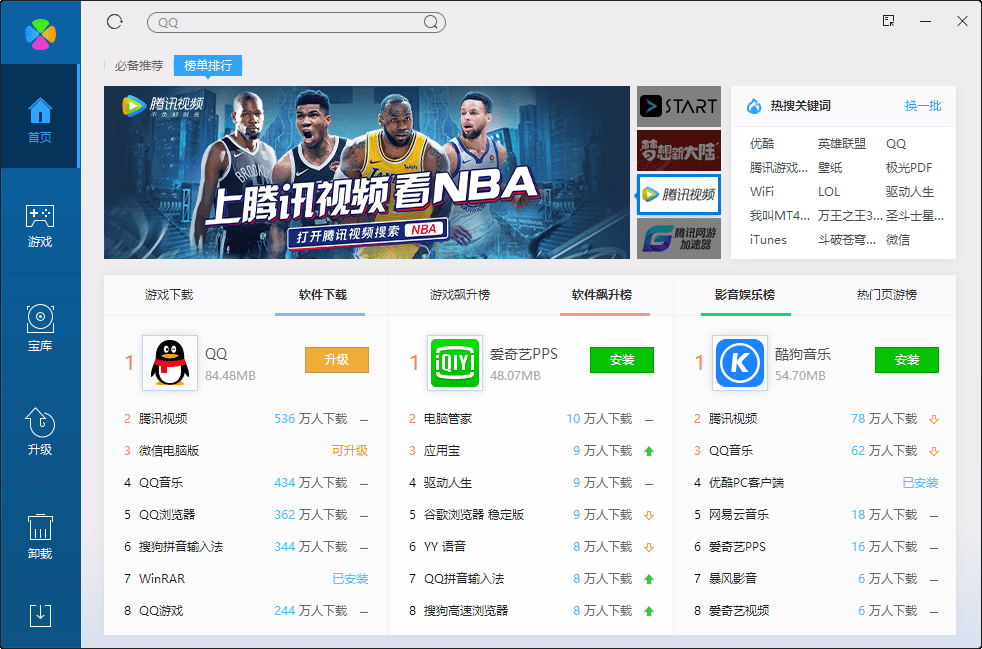 QQ
必备推荐 榜单排行
首页
游戏
宝库
升级
卸载
腾讯视频
不负好时光
BROOKLYN
上腾讯视频看NBA
打开腾讯视频搜索 NBA
START
梦想新大陆
腾讯视频
腾讯网游
加速器
热搜关键词 换一批
优酷 英雄联盟 QQ
腾讯游戏... 壁纸 极光PDF
WiFi LOL 驱动人生
我叫MT4... 万王之王3... 圣斗士星...
iTunes 斗破苍穹... 微信
游戏下载 软件下载
1 QQ 升级
84.48MB
2 腾讯视频 536 万人下载 –
3 微信电脑版 可升级
4 QQ音乐 434 万人下载 –
5 QQ浏览器 362 万人下载 –
6 搜狗拼音输入法 344 万人下载 –
7 WinRAR 已安装
8 QQ游戏 244 万人下载 –
游戏飙升榜 软件飙升榜
1 iQIY 爱奇艺PPS 安装
48.07MB
2 电脑管家 10 万人下载 –
3 应用宝 9 万人下载
4 驱动人生 9 万人下载 –
5 谷歌浏览器 稳定版 9 万人下载
6 YY 语音 8 万人下载
7 QQ拼音输入法 8 万人下载
8 搜狗高速浏览器 8 万人下载
影音娱乐榜 热门页游榜
1 K 酷狗音乐 安装
54.70MB
2 腾讯视频 78 万人下载
3 QQ音乐 62 万人下载
4 优酷PC客户端 已安装
5 网易云音乐 18 万人下载 –
6 爱奇艺PPS 16 万人下载 –
7 暴风影音 6 万人下载 –
8 爱奇艺视频 6 万人下载 –